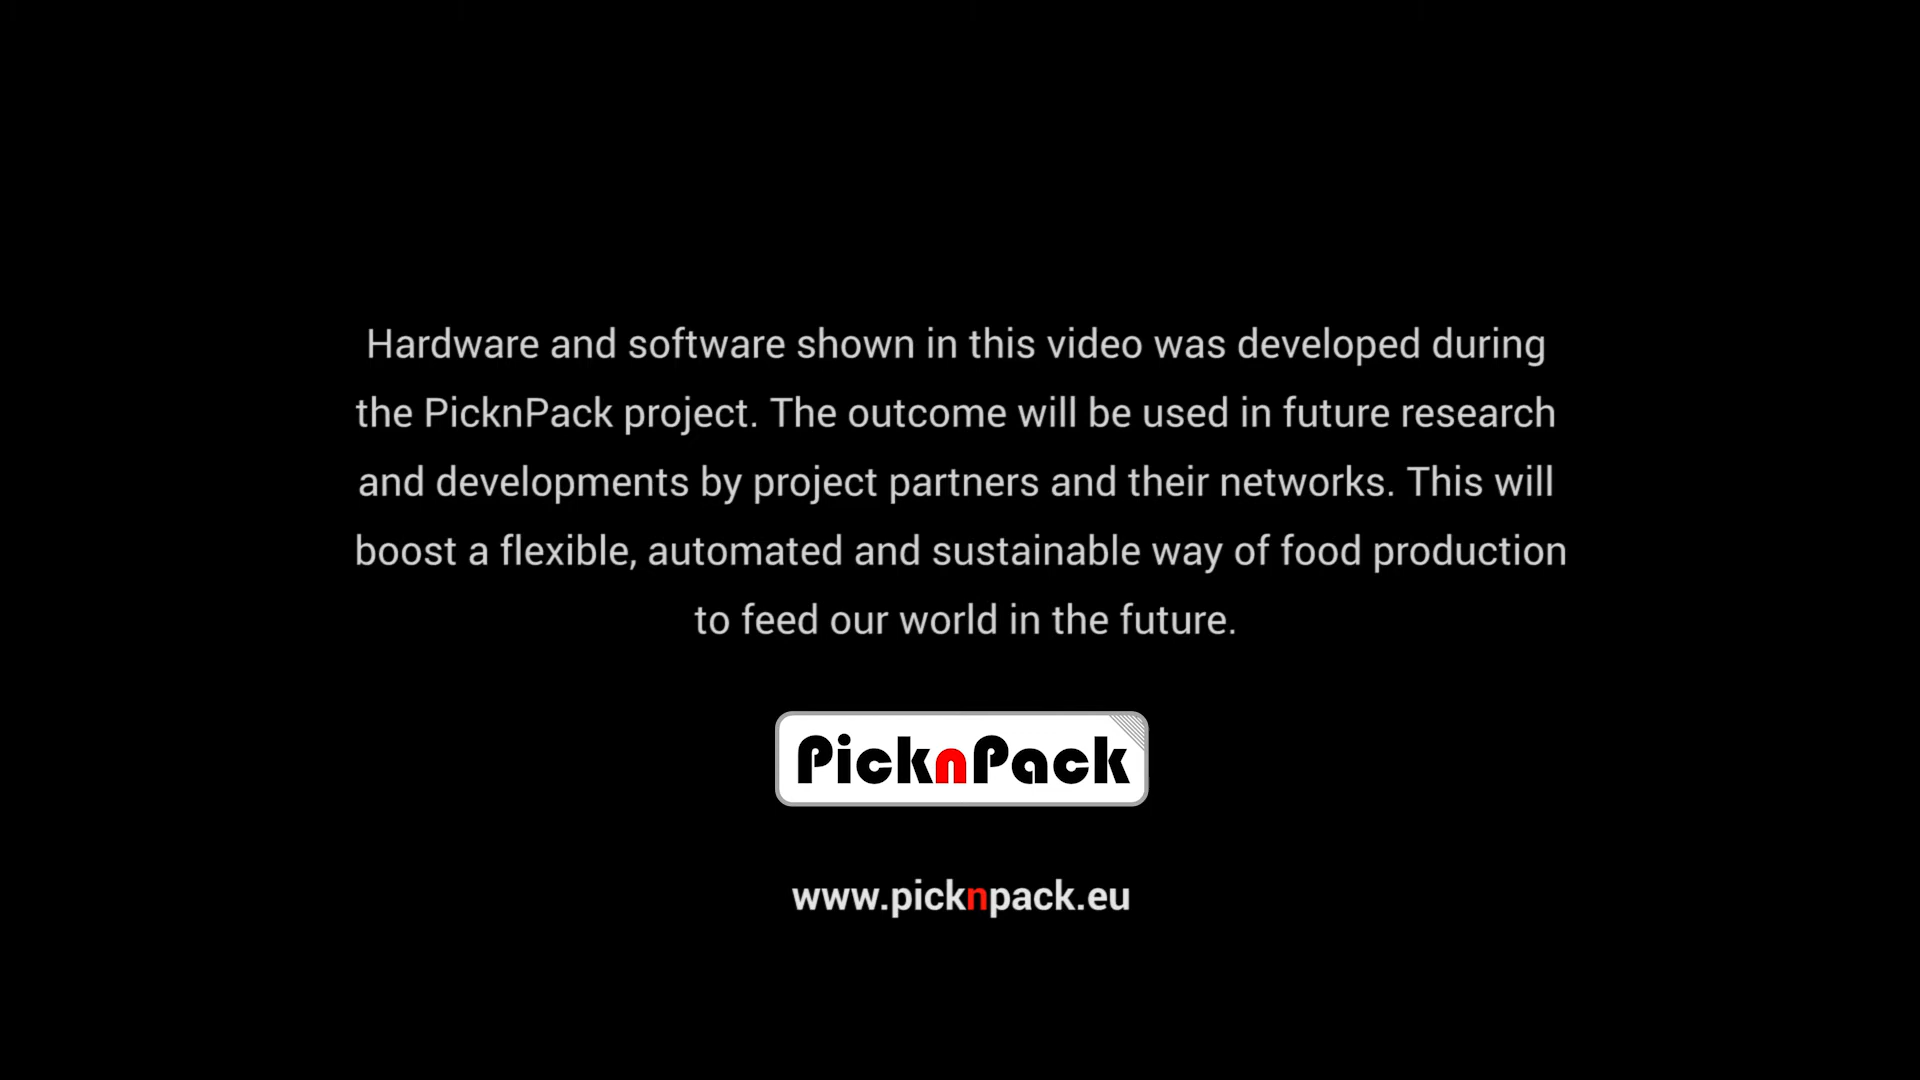 Hardware and software shown in this video was developed during
the PicknPack project. The outcome will be used in future research
and developments by project partners and their networks. This will
boost a flexible, automated and sustainable way of food production
to feed our world in the future.
PicknPack
www.picknpack.eu